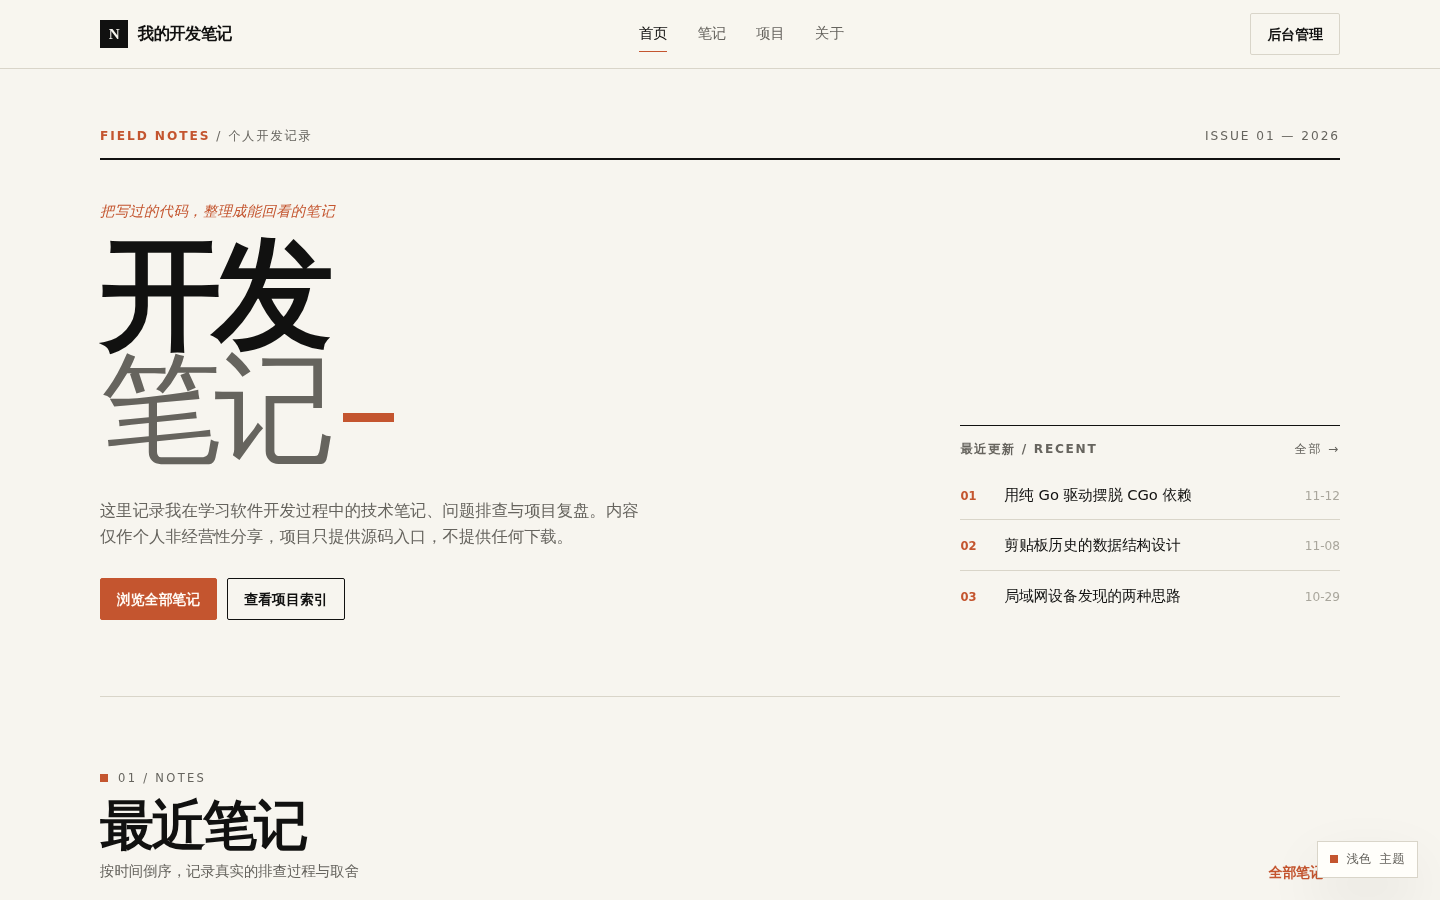 N 我的开发笔记
首页 笔记 项目 关于
后台管理
FIELD NOTES / 个人开发记录
ISSUE 01 — 2026
把写过的代码，整理成能回看的笔记
开发
笔记
这里记录我在学习软件开发过程中的技术笔记、问题排查与项目复盘。内容
仅作个人非经营性分享，项目只提供源码入口，不提供任何下载。
浏览全部笔记 查看项目索引
最近更新 / RECENT 全部 →
01 用纯 Go 驱动摆脱 CGo 依赖 11-12
02 剪贴板历史的数据结构设计 11-08
03 局域网设备发现的两种思路 10-29
01 / NOTES
最近笔记
按时间倒序，记录真实的排查过程与取舍
全部笔记
浅色 主题